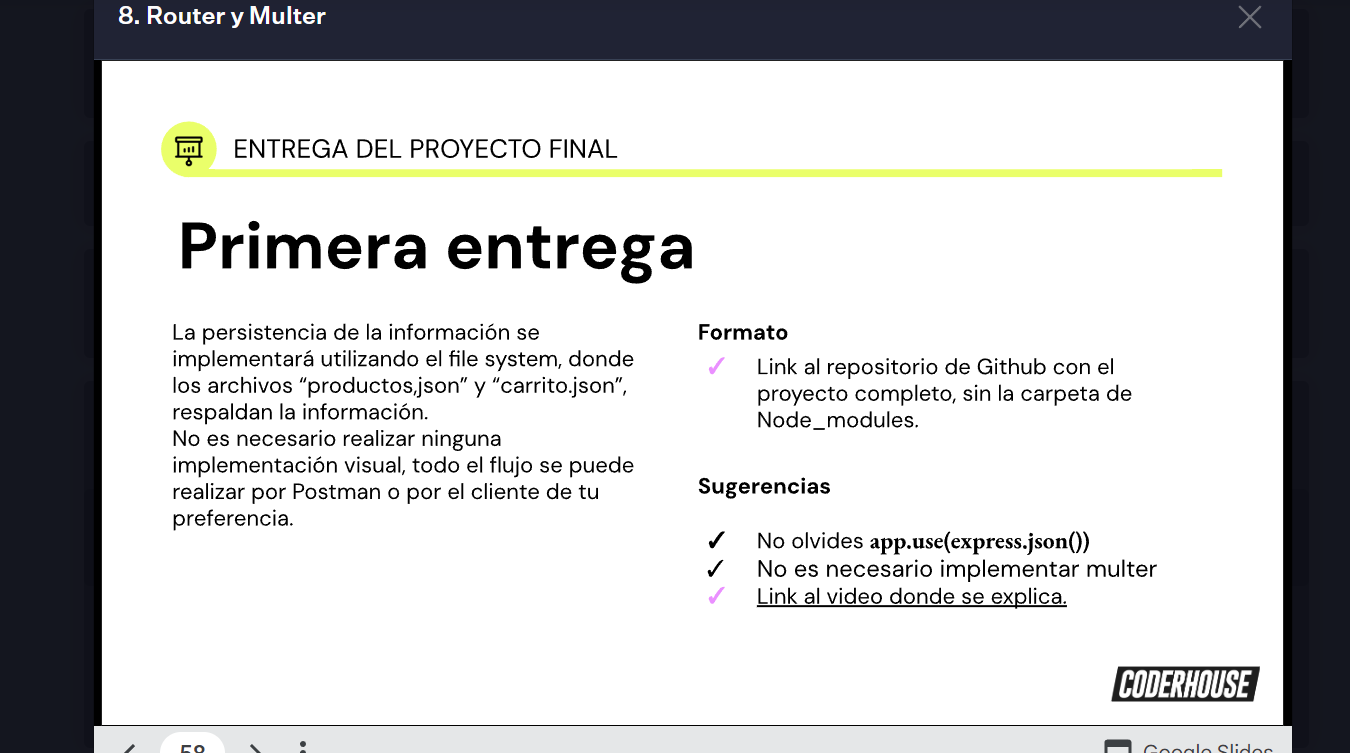 8. Router y Multer
ENTREGA DEL PROYECTO FINAL
Primera entrega
La persistencia de la información se
implementará utilizando el file system, donde
los archivos “productos,json” y “carrito.json”,
respaldan la información.
No es necesario realizar ninguna
implementación visual, todo el flujo se puede
realizar por Postman o por el cliente de tu
preferencia.
Formato
✓ Link al repositorio de Github con el
proyecto completo, sin la carpeta de
Node_modules.
Sugerencias
✓ No olvides app.use(express.json())
✓ No es necesario implementar multer
✓ Link al video donde se explica.
CODERHOUSE
58
Google Slides